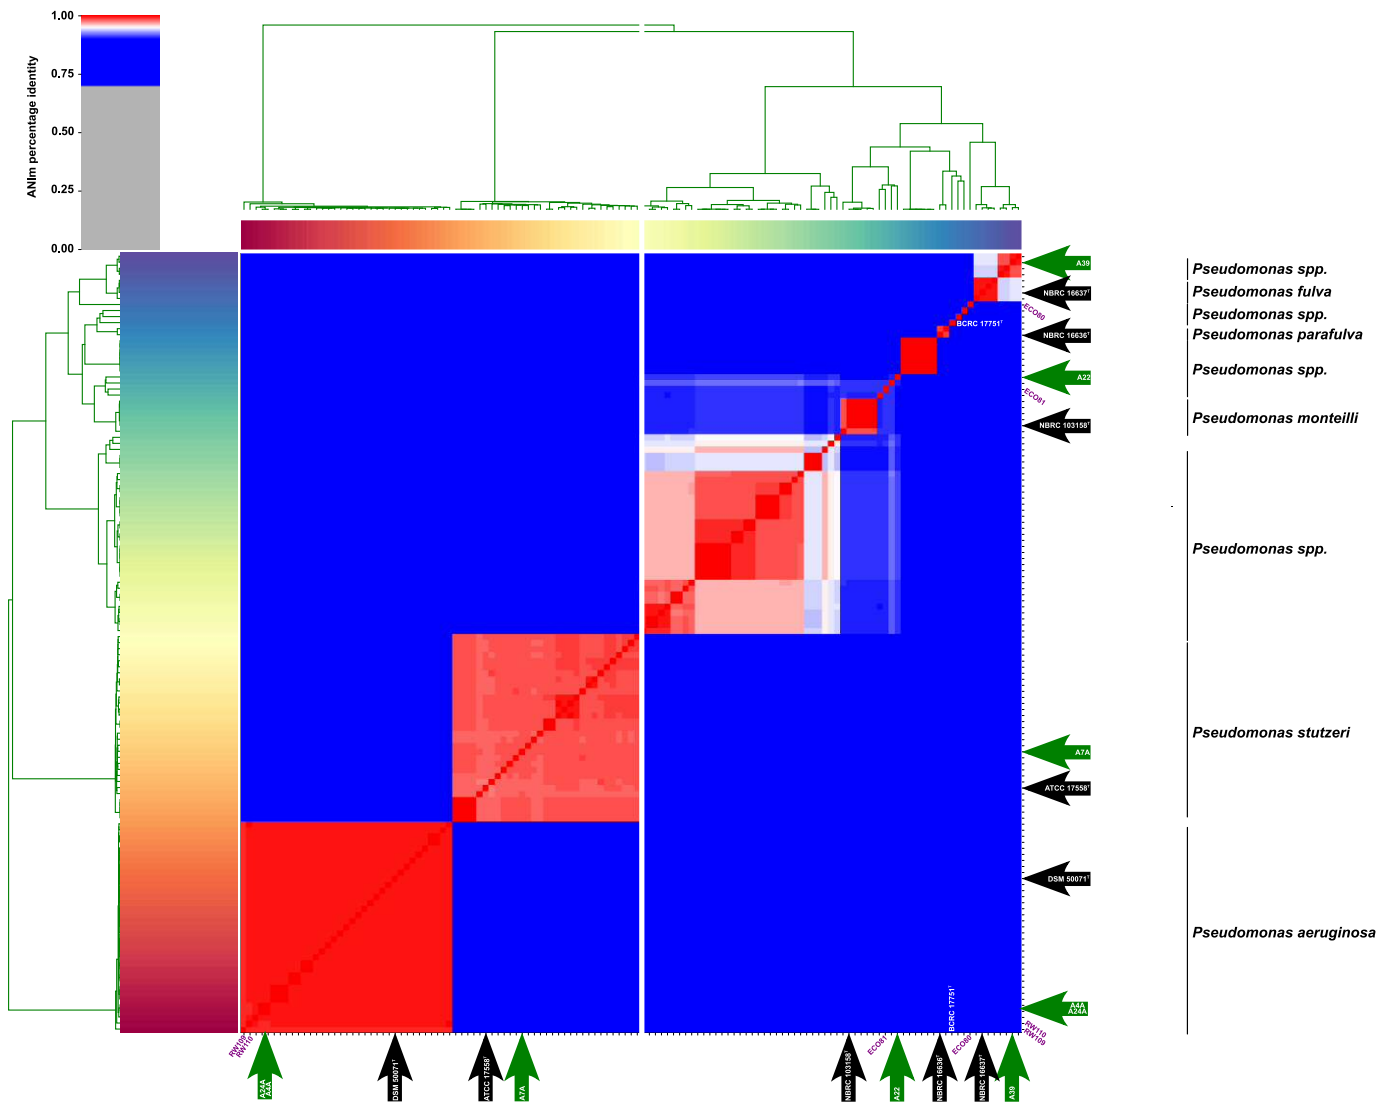 1.00
0.75
0.50
0.25
0.00
ANIm percentage identity
A39
NBRC 16637T
ECO80
BCRC 17751T
NBRC 16636T
A22
ECO81
NBRC 103158T
A7A
ATCC 17558T
DSM 50071T
A4A
A24A
RW110
RW109
Pseudomonas spp.
Pseudomonas fulva
Pseudomonas spp.
Pseudomonas parafulva
Pseudomonas spp.
Pseudomonas monteilli
Pseudomonas spp.
Pseudomonas stutzeri
Pseudomonas aeruginosa
RW109
RW110
A24A
A4A
DSM 50071T
ATCC 17558T
A7A
NBRC 103158T
ECO81
A22
NBRC 16636T
BCRC 17751T
ECO80
NBRC 16637T
A39